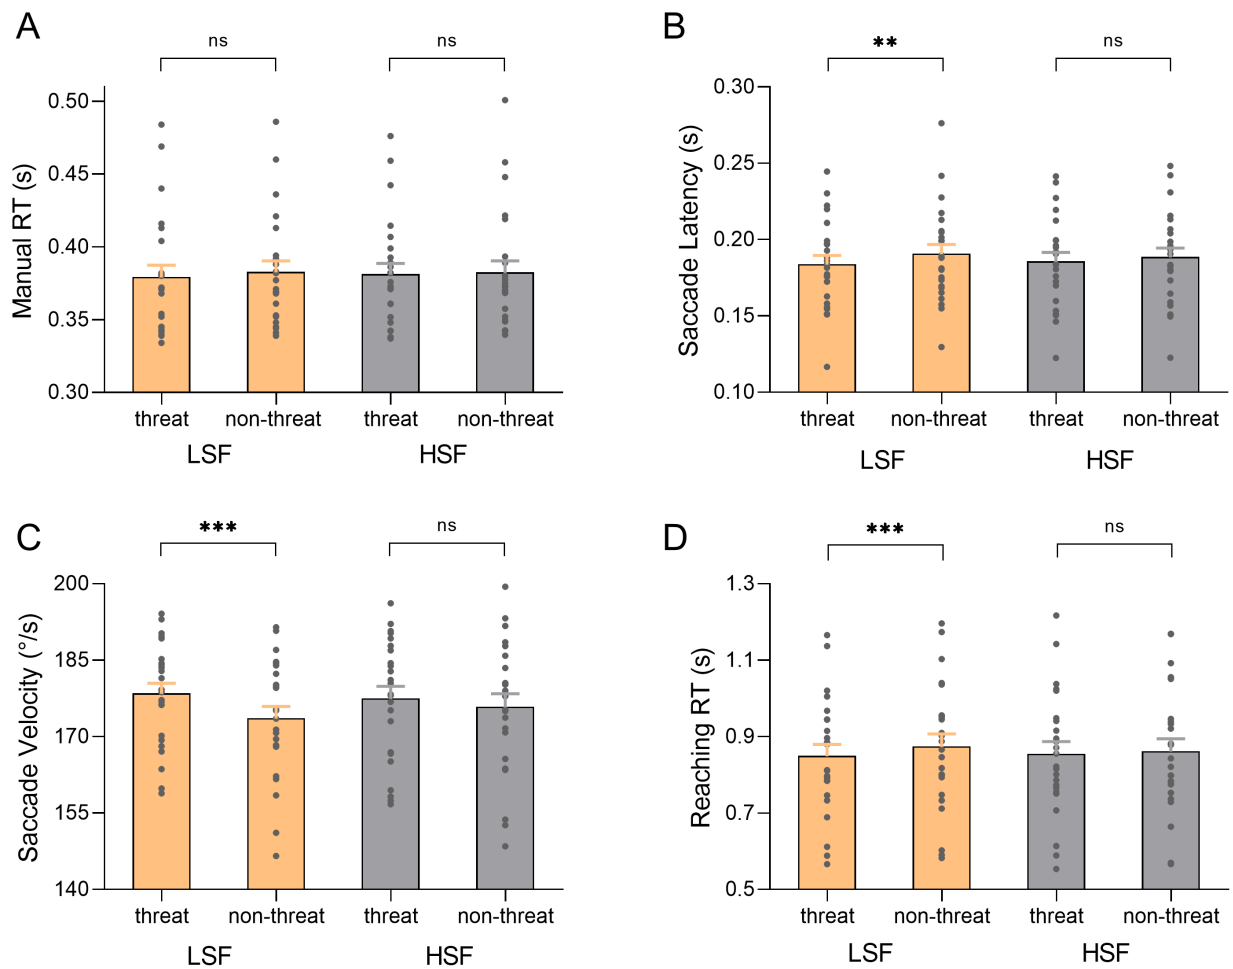 A
ns
ns
Manual RT (s)
0.50
0.45
0.40
0.35
0.30
threat
non-threat
threat
non-threat
LSF
HSF
B
**
ns
Saccade Latency (s)
0.30
0.25
0.20
0.15
0.10
threat
non-threat
threat
non-threat
LSF
HSF
C
***
ns
Saccade Velocity (°/s)
200
185
170
155
140
threat
non-threat
threat
non-threat
LSF
HSF
D
***
ns
Reaching RT (s)
1.3
1.1
0.9
0.7
0.5
threat
non-threat
threat
non-threat
LSF
HSF